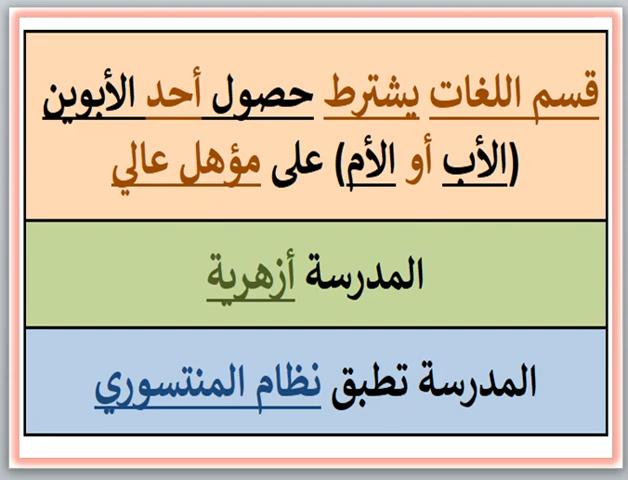 قسم اللغات يشترط حصول أحد الأبوين
(الأب أو الأم) على مؤهل عالي
المدرسة أزهرية
المدرسة تطبق نظام المنتسوري